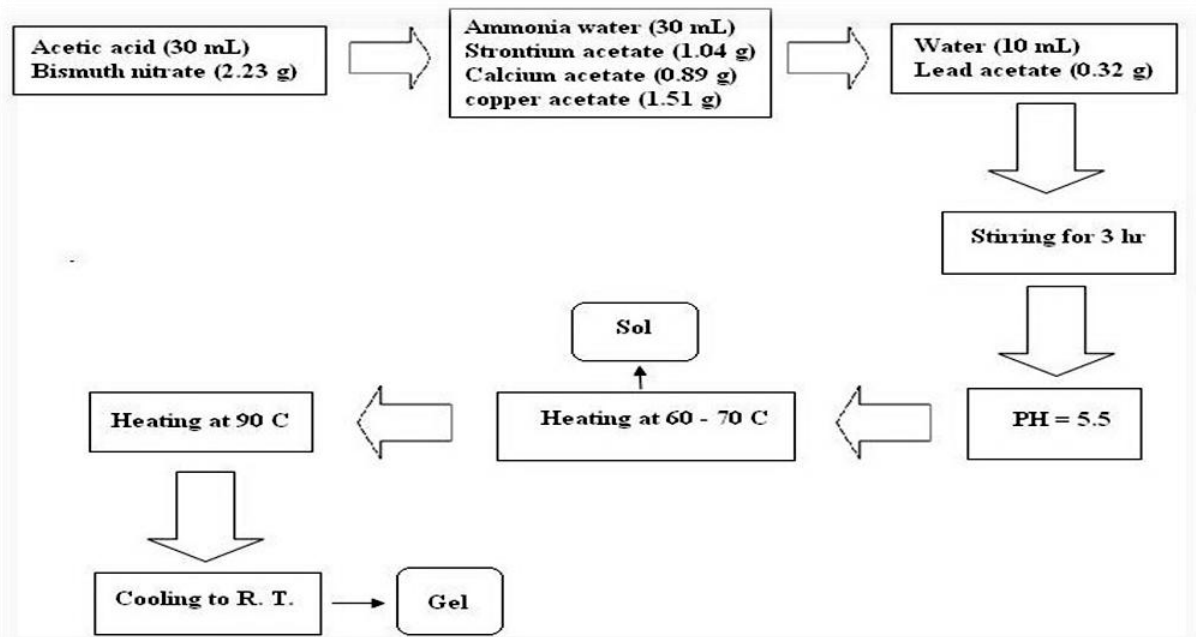 Acetic acid (30 mL)
Bismuth nitrate (2.23 g)
Ammonia water (30 mL)
Strontium acetate (1.04 g)
Calcium acetate (0.89 g)
copper acetate (1.51 g)
Water (10 mL)
Lead acetate (0.32 g)
Stirring for 3 hr
PH = 5.5
Heating at 60 - 70 C
Sol
Heating at 90 C
Cooling to R. T.
Gel